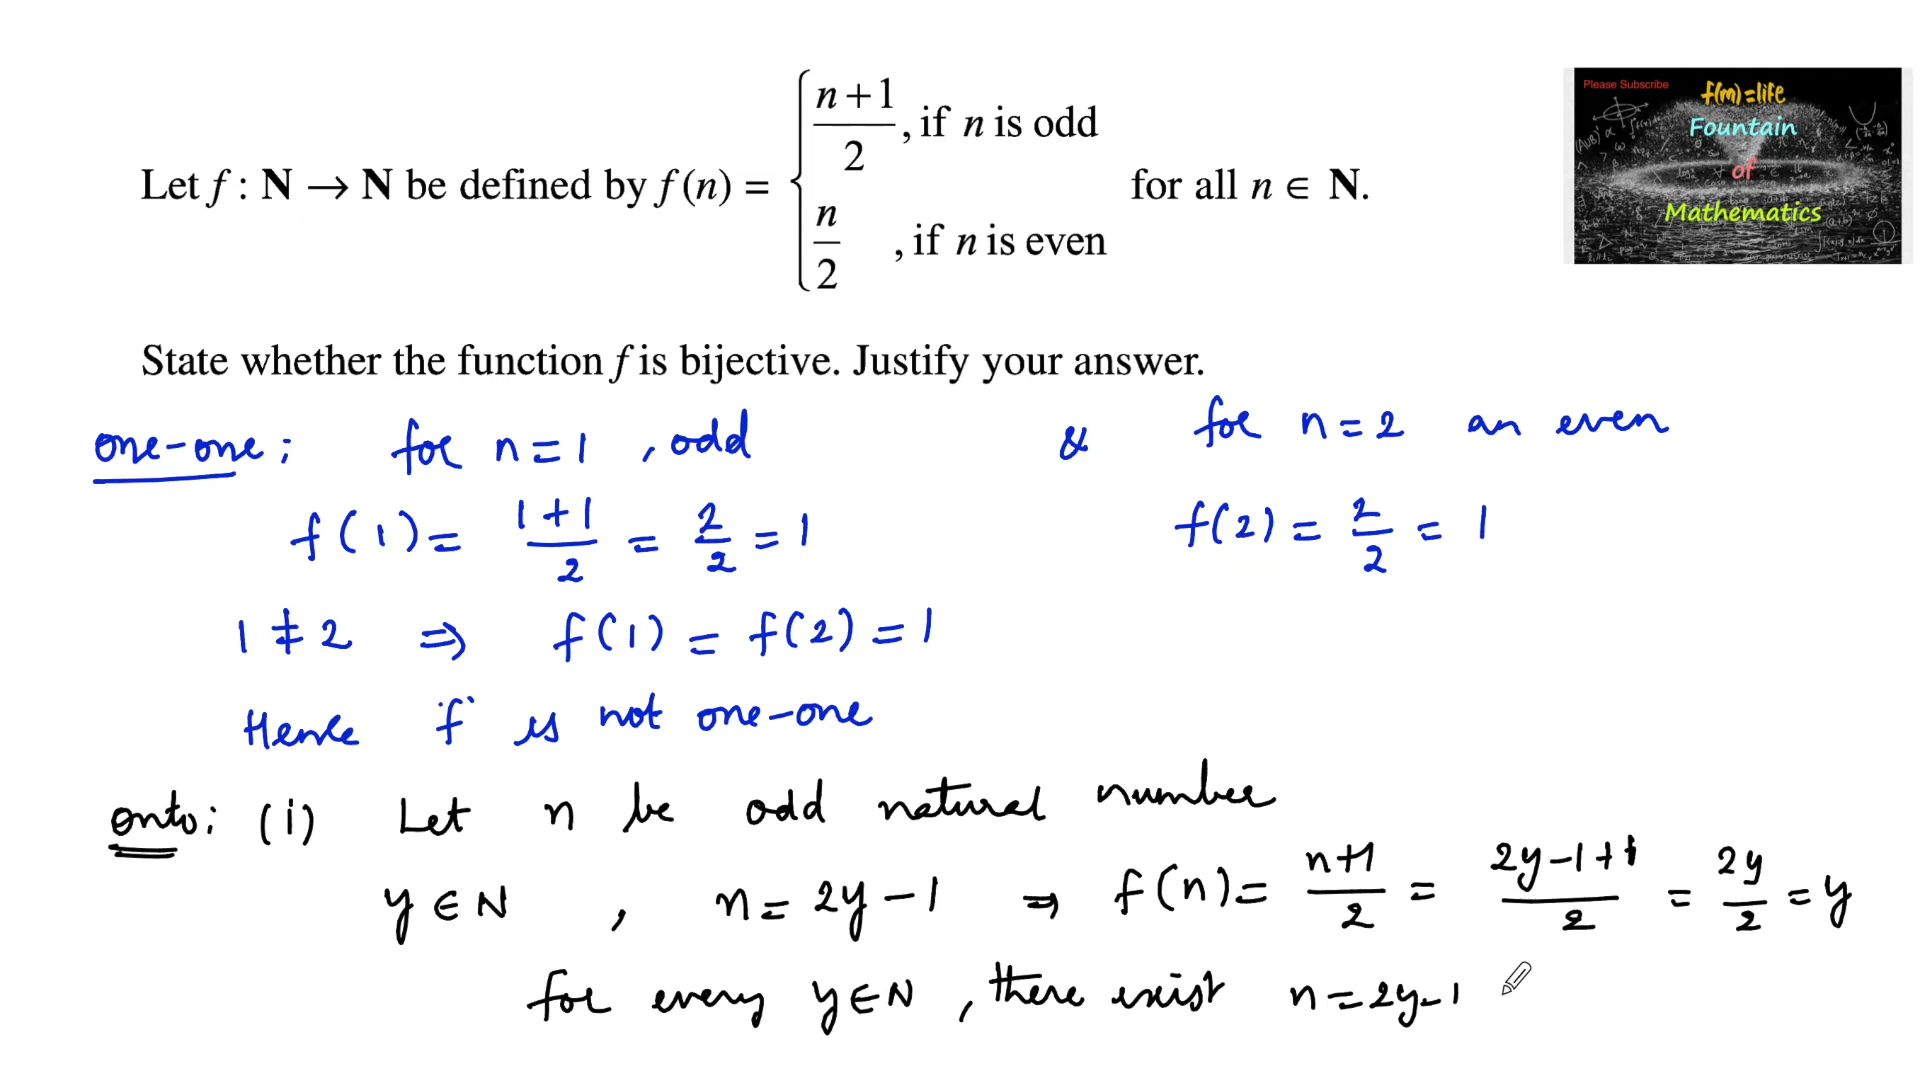 n+1
―――, if n is odd
2
Let f : N → N be defined by f(n) = { for all n ∈ N.
n
― , if n is even
2
Please Subscribe
f(m)=life
Fountain
of
Mathematics
State whether the function f is bijective. Justify your answer.
one-one: for n=1, odd & for n=2 an even
f(1) = (1+1)/2 = 2/2 = 1 f(2) = 2/2 = 1
1 ≠ 2 ⇒ f(1) = f(2) = 1
Hence 'f' is not one-one
onto: (i) Let n be odd natural number
y ∈ N , n = 2y-1 ⇒ f(n) = (n+1)/2 = (2y-1+1)/2 = 2y/2 = y
for every y ∈ N, there exist n = 2y-1